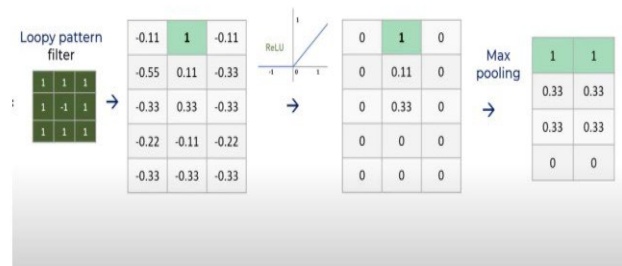 Loopy pattern
filter
1 1 1
1 -1 1
1 1 1
-0.11 1 -0.11
-0.55 0.11 -0.33
-0.33 0.33 -0.33
-0.22 -0.11 -0.22
-0.33 -0.33 -0.33
ReLU
1
-1 0 1
0 1 0
0 0.11 0
0 0.33 0
0 0 0
0 0 0
Max
pooling
1 1
0.33 0.33
0.33 0.33
0 0